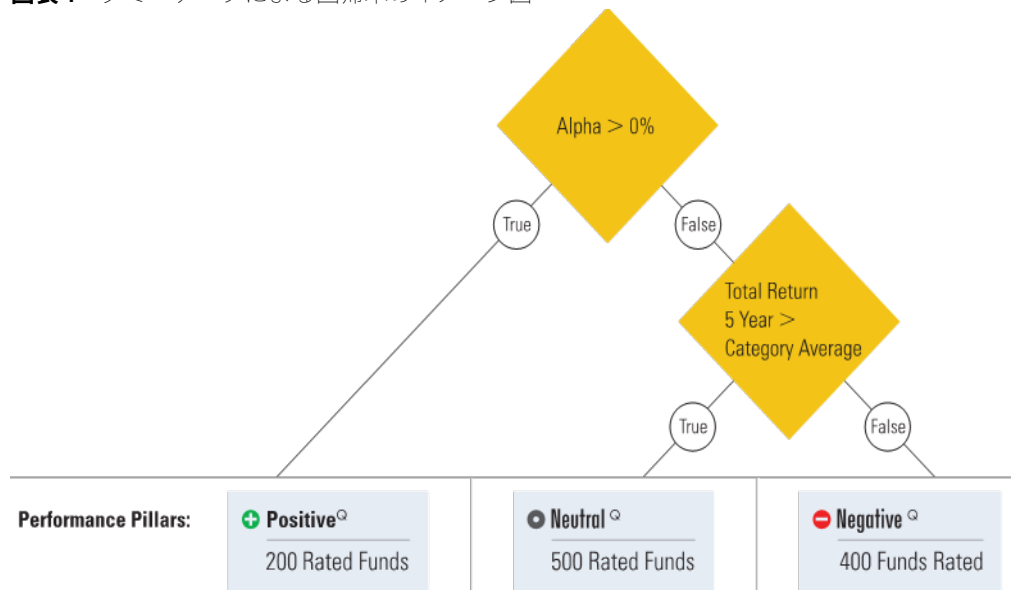 Alpha > 0%
True
False
Total Return
5 Year >
Category Average
True
False
Performance Pillars:
Positive Q
Neutral Q
Negative Q
200 Rated Funds
500 Rated Funds
400 Funds Rated